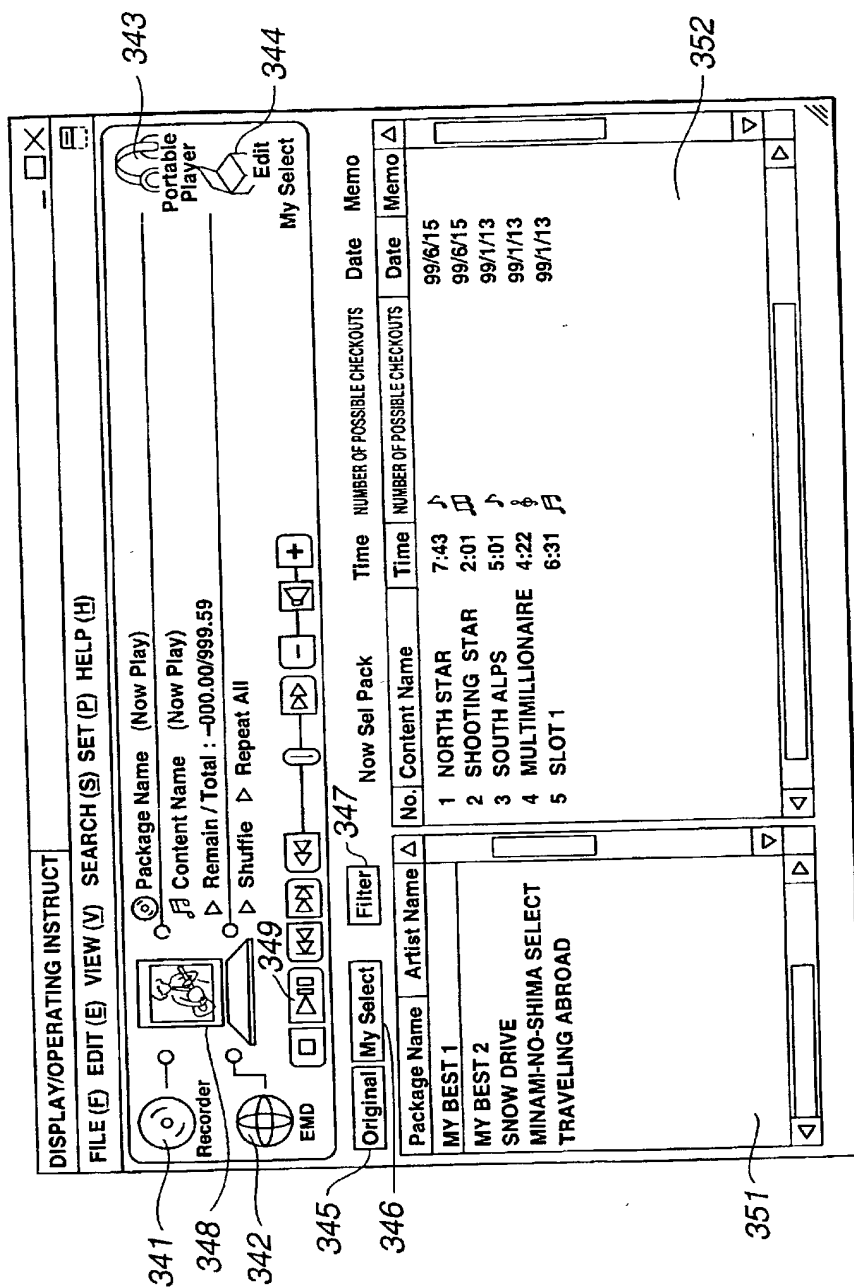 DISPLAY/OPERATING INSTRUCT
FILE (F) EDIT (E) VIEW (V) SEARCH (S) SET (P) HELP (H)
341
Recorder
348
342
EMD
Package Name (Now Play)
Content Name (Now Play)
Remain / Total : –000.00/999.59
Shuffle Repeat All
349
Portable Player
343
Edit
344
My Select
345
Original
My Select
346
Filter
347
Now Sel Pack Time NUMBER OF POSSIBLE CHECKOUTS Date Memo
Package Name Artist Name
MY BEST 1
MY BEST 2
SNOW DRIVE
MINAMI-NO-SHIMA SELECT
TRAVELING ABROAD
351
No. Content Name Time NUMBER OF POSSIBLE CHECKOUTS Date Memo
1 NORTH STAR 7:43 99/6/15
2 SHOOTING STAR 2:01 99/6/15
3 SOUTH ALPS 5:01 99/1/13
4 MULTIMILLIONAIRE 4:22 99/1/13
5 SLOT 1 6:31 99/1/13
352